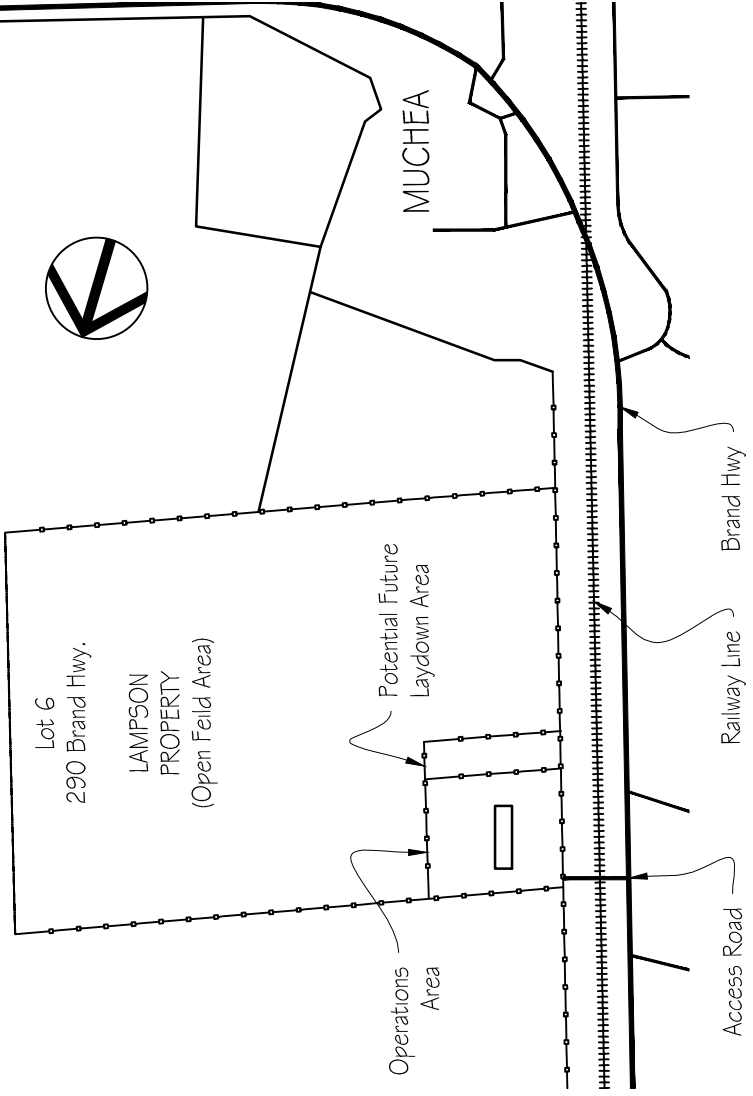 MUCHEA
Lot 6
290 Brand Hwy.
LAMPSON
PROPERTY
(Open Feild Area)
Potential Future
Laydown Area
Operations
Area
Access Road
Railway Line
Brand Hwy